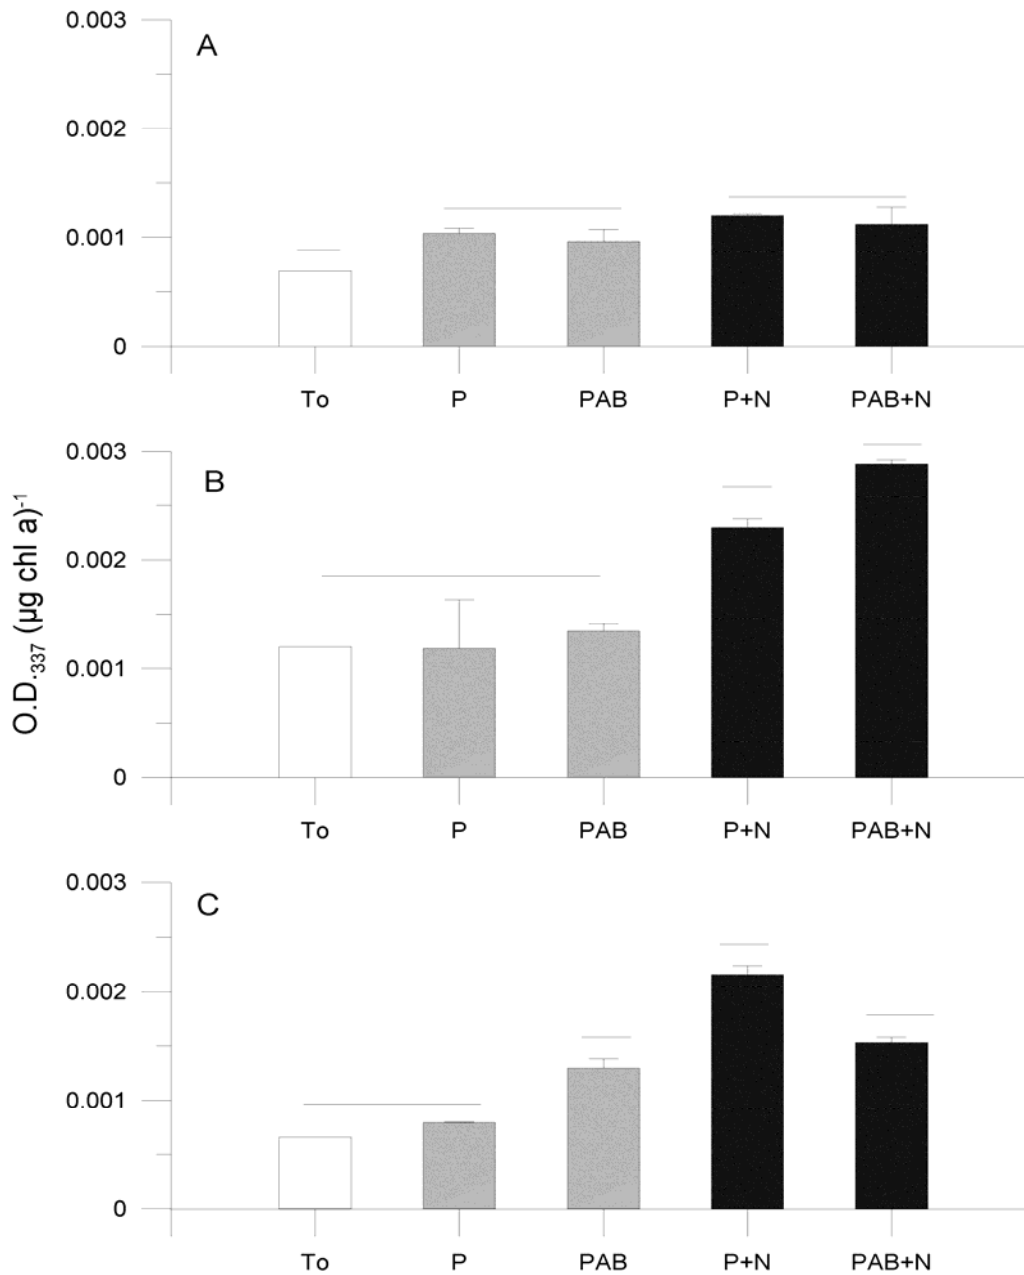 0.003
A
0.002
0.001
0
To P PAB P+N PAB+N
0.003
B
0.002
0.001
0
To P PAB P+N PAB+N
O.D.₃₃₇ (µg chl a)⁻¹
0.003
C
0.002
0.001
0
To P PAB P+N PAB+N